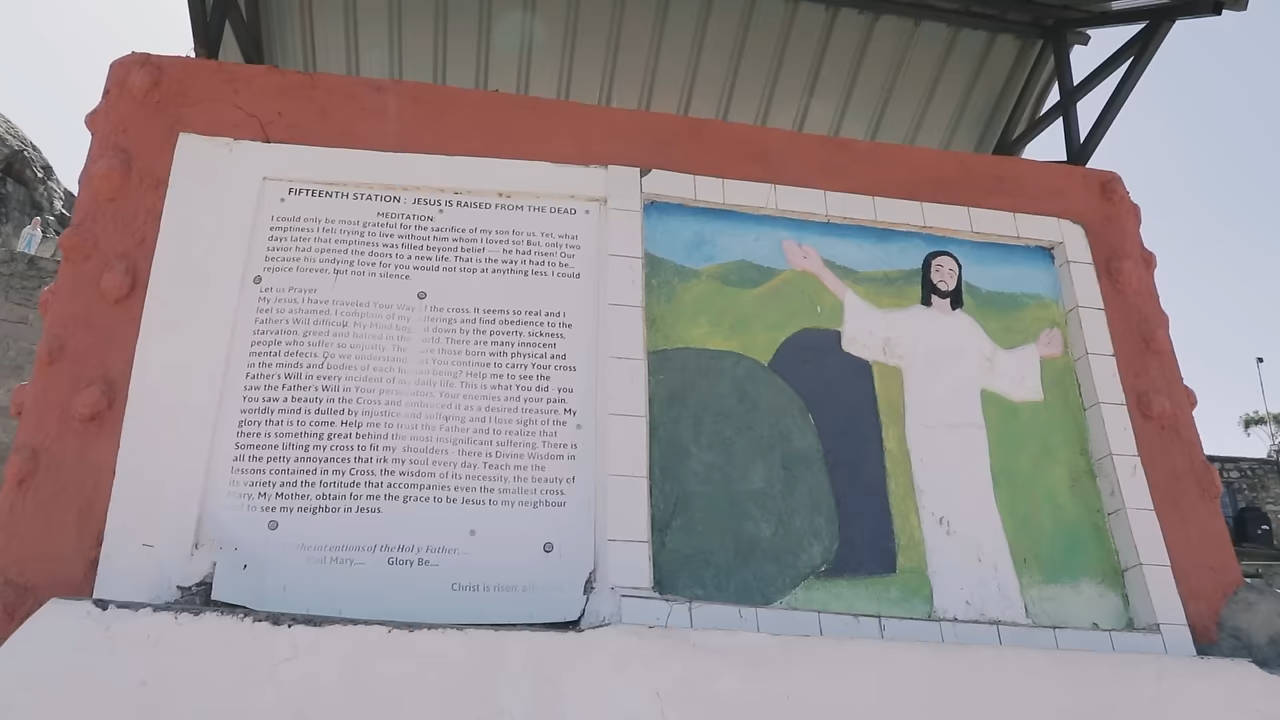 FIFTEENTH STATION : JESUS IS RAISED FROM THE DEAD
MEDITATION:
I could only be most grateful for the sacrifice of my son for us. Yet, what
emptiness I felt trying to live without him whom I loved so! But, only two
days later that emptiness was filled beyond belief --- he had risen! Our
savior had opened the doors to a new life. That is the way it had to be...
because his undying love for you would not stop at anything less. I could
rejoice forever, but not in silence.
Let us Prayer
My Jesus, I have traveled Your Way of the cross. It seems so real and I
feel so ashamed. I complain of my sufferings and find obedience to the
Father's Will difficult. My Mind down by the poverty, sickness,
starvation, greed and hatred in the world. There are many innocent
people who suffer so unjustly. There are those born with physical and
mental defects. Do we understand that You continue to carry Your cross
in the minds and bodies of each human being? Help me to see the
Father's Will in every incident of my daily life. This is what You did - you
saw the Father's Will in Your persecutors, Your enemies and your pain.
You saw a beauty in the Cross and embraced it as a desired treasure. My
worldly mind is dulled by injustice and suffering and I lose sight of the
glory that is to come. Help me to trust the Father and to realize that
there is something great behind the most insignificant suffering. There is
Someone lifting my cross to fit my shoulders - there is Divine Wisdom in
all the petty annoyances that irk my soul every day. Teach me the
lessons contained in my Cross, the wisdom of its necessity, the beauty of
its variety and the fortitude that accompanies even the smallest cross.
Mary, My Mother, obtain for me the grace to be Jesus to my neighbour
to see my neighbor in Jesus.
the intentions of the Holy Father....
Hail Mary,.... Glory Be....
Christ is risen,